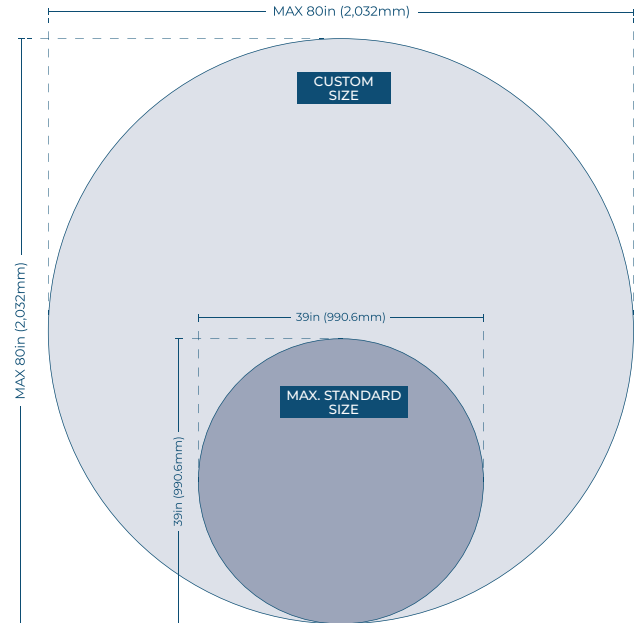 MAX 80in (2,032mm)
CUSTOM
SIZE
MAX 80in (2,032mm)
39in (990.6mm)
MAX. STANDARD
SIZE
39in (990.6mm)